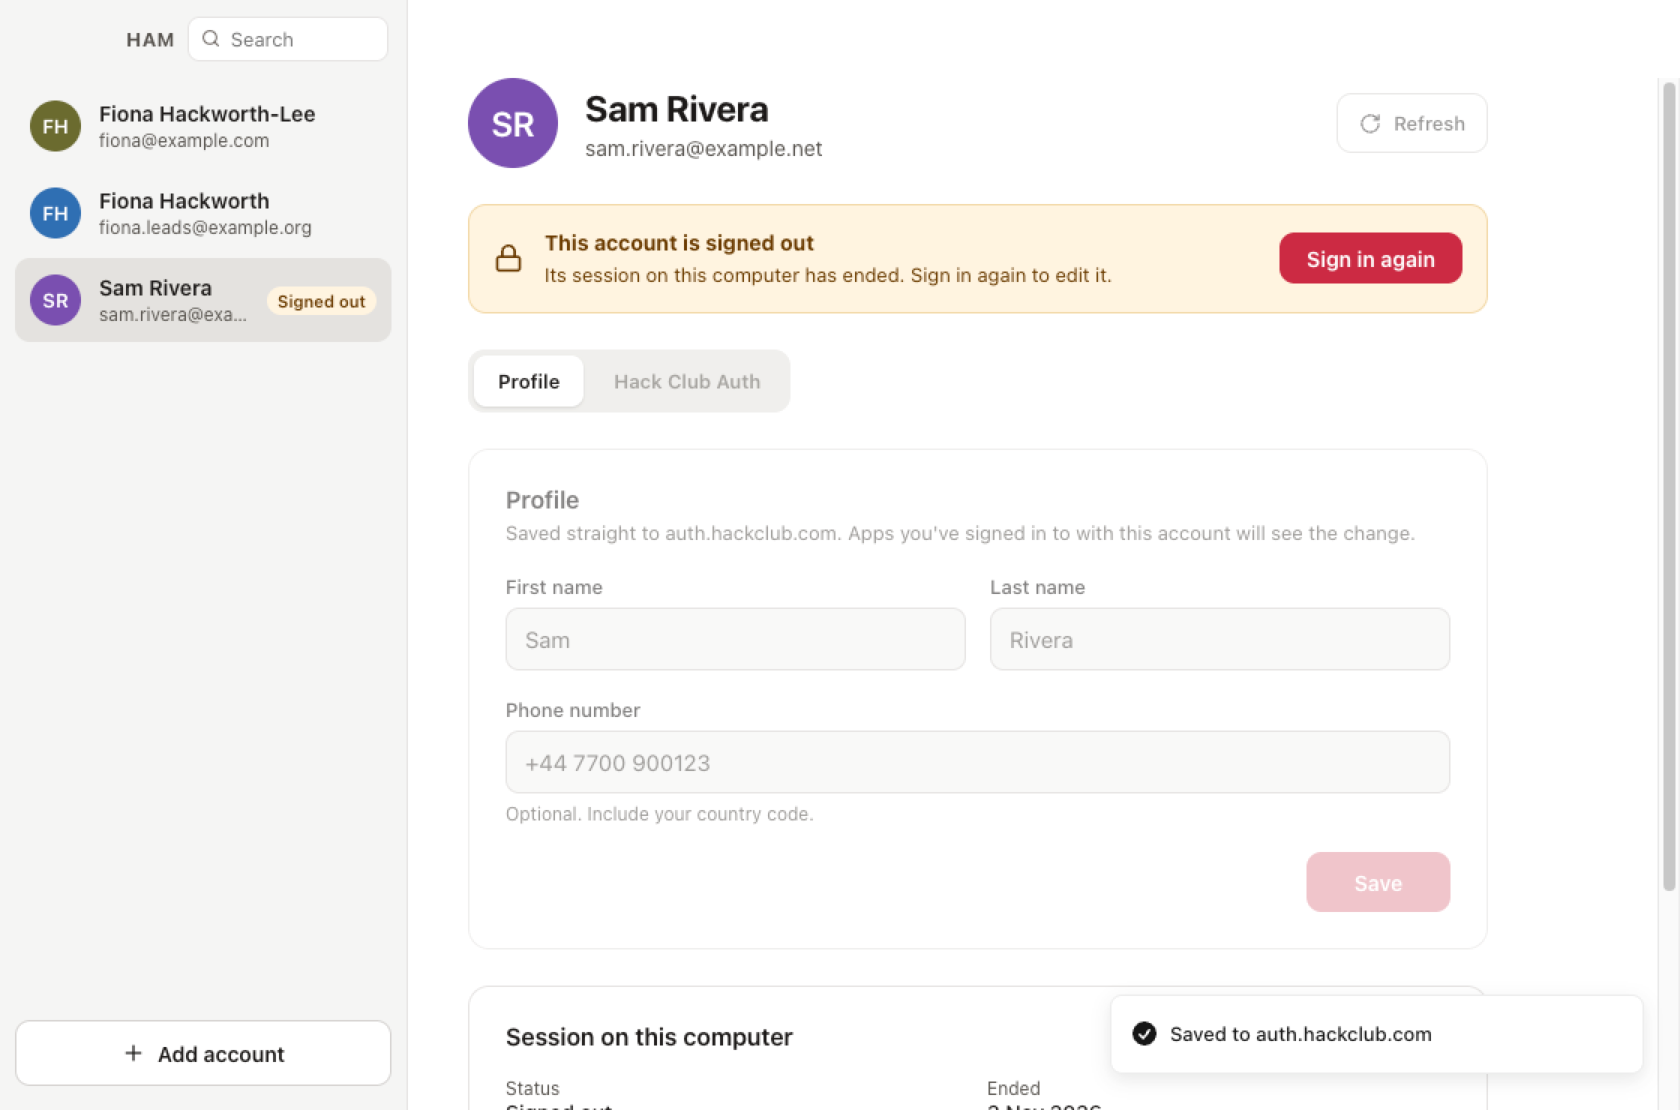 HAM
Search
FH
Fiona Hackworth-Lee
fiona@example.com
FH
Fiona Hackworth
fiona.leads@example.org
SR
Sam Rivera
sam.rivera@exa...
Signed out
Add account
SR
Sam Rivera
sam.rivera@example.net
Refresh
This account is signed out
Its session on this computer has ended. Sign in again to edit it.
Sign in again
Profile
Hack Club Auth
Profile
Saved straight to auth.hackclub.com. Apps you've signed in to with this account will see the change.
First name
Last name
Sam
Rivera
Phone number
+44 7700 900123
Optional. Include your country code.
Save
Session on this computer
Saved to auth.hackclub.com
Status
Ended
Signed out